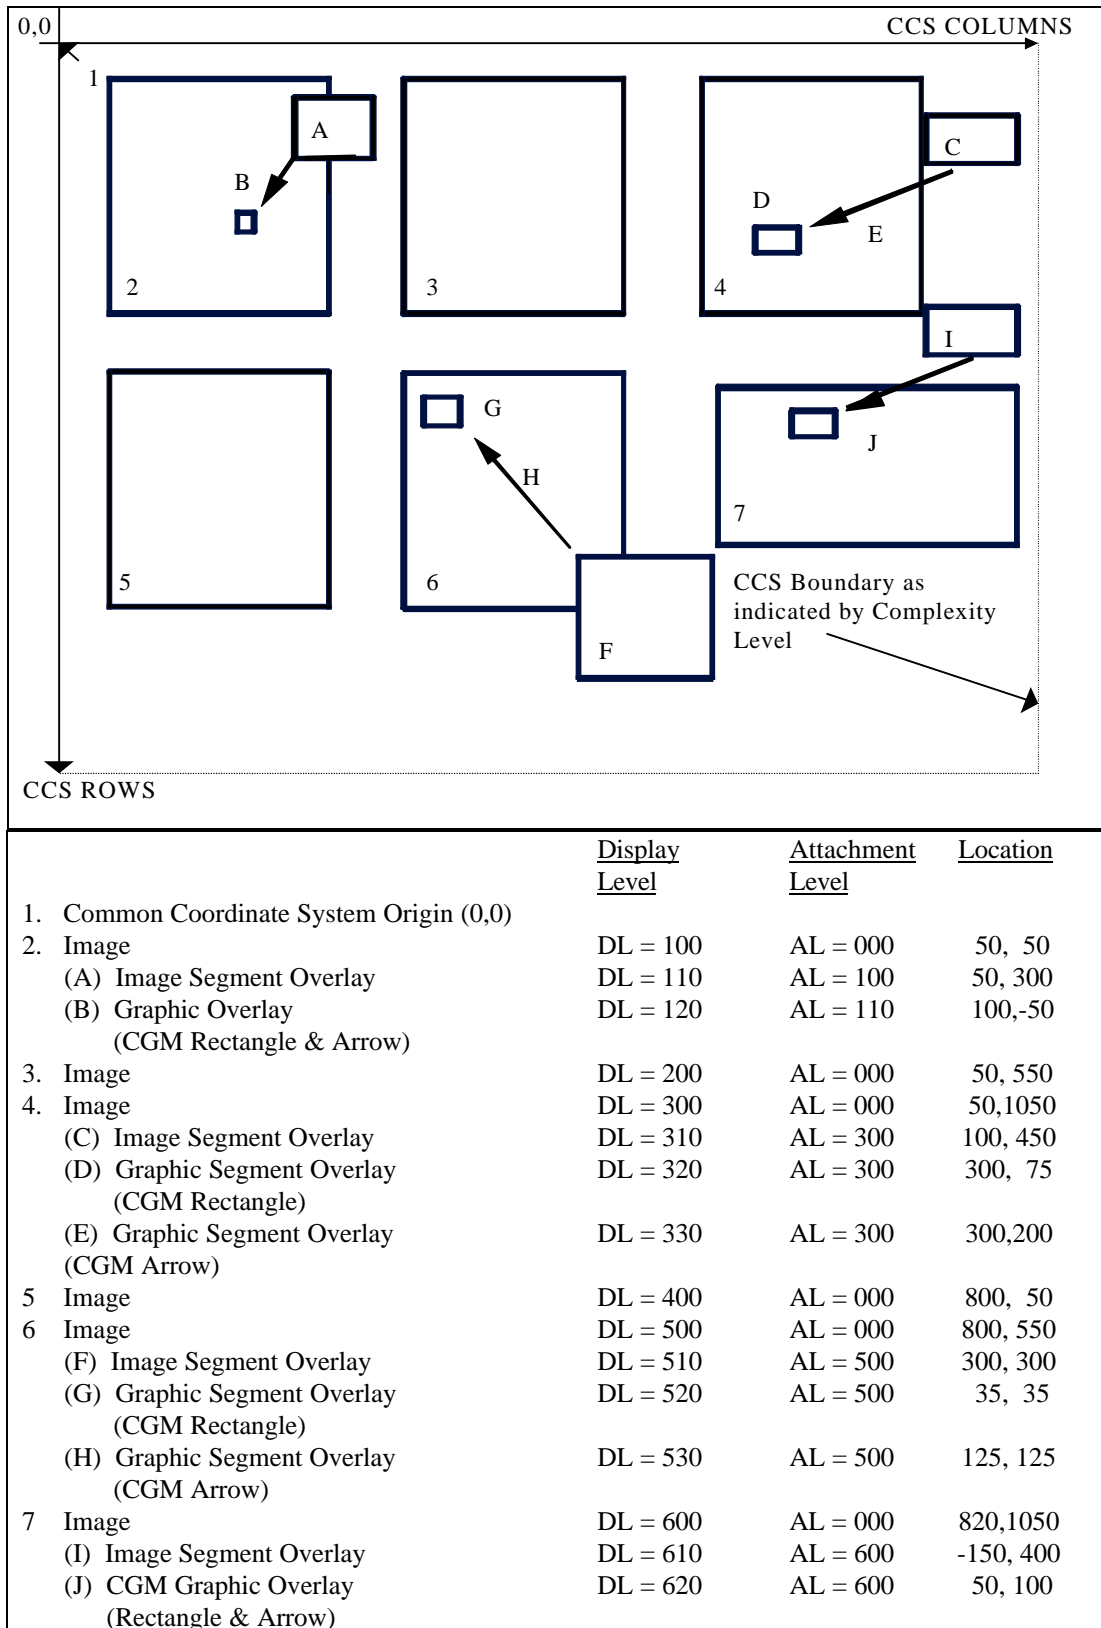 0,0 CCS COLUMNS
1
A
C
B
D
E
2 3 4
I
G
J
H
7
5 6
CCS Boundary as
indicated by Complexity
Level
F
CCS ROWS
Display Attachment Location
Level Level
1. Common Coordinate System Origin (0,0)
2. Image DL = 100 AL = 000 50, 50
(A) Image Segment Overlay DL = 110 AL = 100 50, 300
(B) Graphic Overlay DL = 120 AL = 110 100,-50
(CGM Rectangle & Arrow)
3. Image DL = 200 AL = 000 50, 550
4. Image DL = 300 AL = 000 50,1050
(C) Image Segment Overlay DL = 310 AL = 300 100, 450
(D) Graphic Segment Overlay DL = 320 AL = 300 300, 75
(CGM Rectangle)
(E) Graphic Segment Overlay DL = 330 AL = 300 300,200
(CGM Arrow)
5 Image DL = 400 AL = 000 800, 50
6 Image DL = 500 AL = 000 800, 550
(F) Image Segment Overlay DL = 510 AL = 500 300, 300
(G) Graphic Segment Overlay DL = 520 AL = 500 35, 35
(CGM Rectangle)
(H) Graphic Segment Overlay DL = 530 AL = 500 125, 125
(CGM Arrow)
7 Image DL = 600 AL = 000 820,1050
(I) Image Segment Overlay DL = 610 AL = 600 -150, 400
(J) CGM Graphic Overlay DL = 620 AL = 600 50, 100
(Rectangle & Arrow)